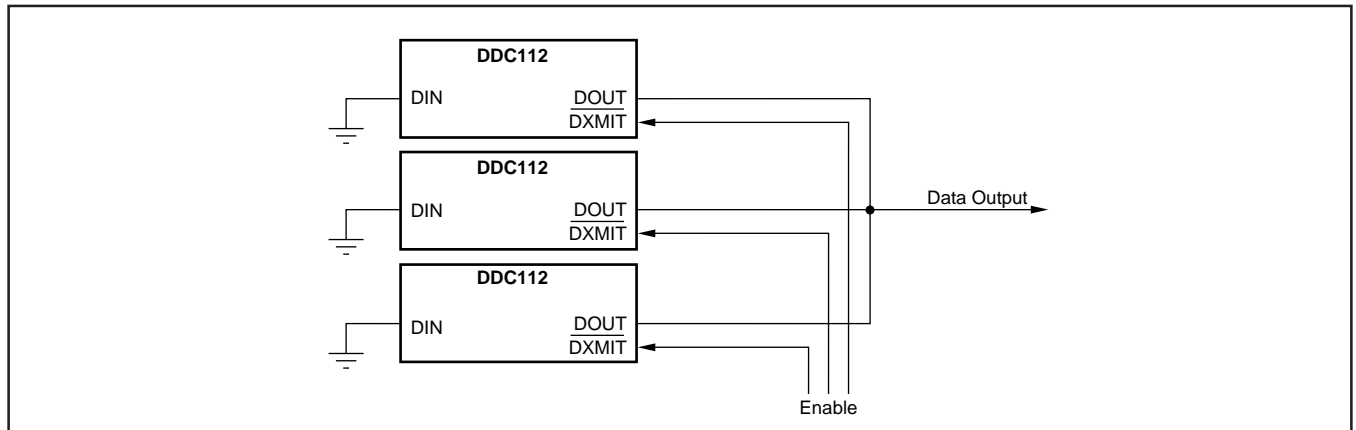 DDC112
DIN DOUT
DXMIT
DDC112
Data Output
DIN DOUT
DXMIT
DDC112
DIN DOUT
DXMIT
Enable